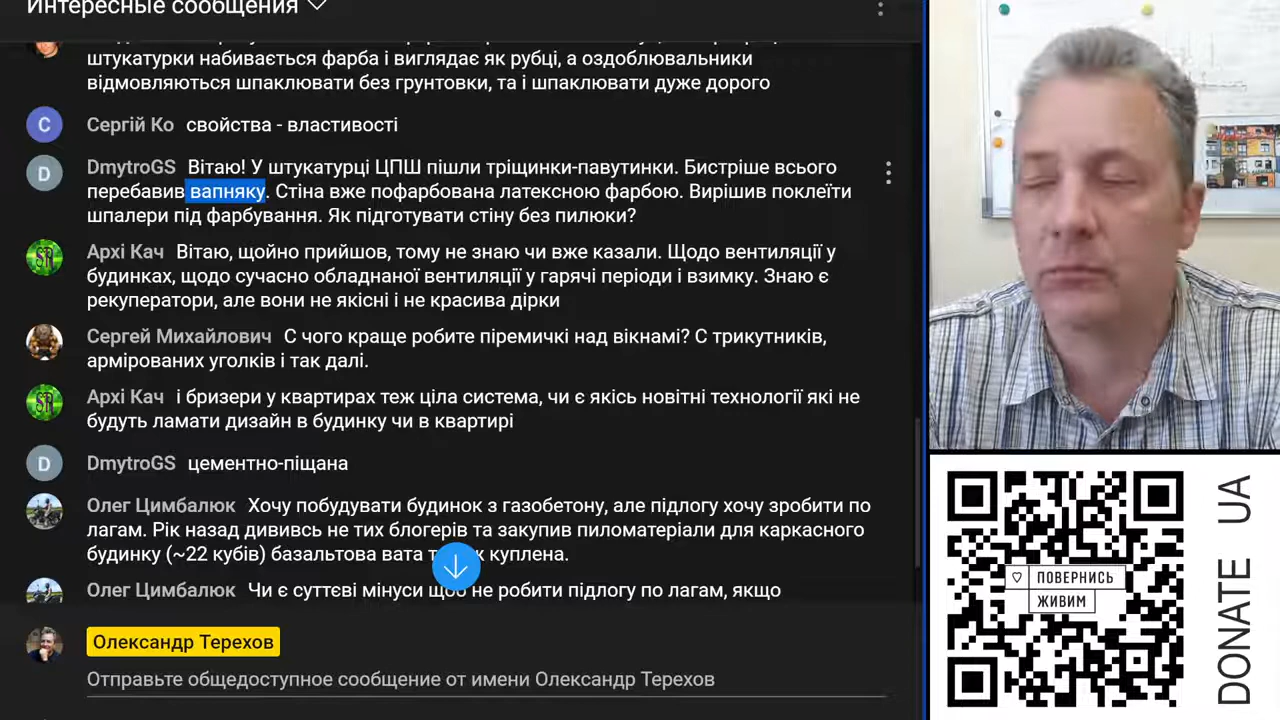 Интересные сообщения
штукатурки набивається фарба і виглядає як рубці, а оздоблювальники
відмовляються шпаклювати без грунтовки, та і шпаклювати дуже дорого
С Сергій Ко свойства - властивості
D DmytroGS Вітаю! У штукатурці ЦПШ пішли тріщинки-павутинки. Бистріше всього
перебавив вапняку. Стіна вже пофарбована латексною фарбою. Вирішив поклеїти
шпалери під фарбування. Як підготувати стіну без пилюки?
Архі Кач Вітаю, щойно прийшов, тому не знаю чи вже казали. Щодо вентиляції у
будинках, щодо сучасно обладнаної вентиляції у гарячі періоди і взимку. Знаю є
рекуператори, але вони не якісні і не красива дірки
Сергей Михайлович С чого краще робите піремичкі над вікнамі? С трикутників,
армірованих уголків і так далі.
Архі Кач і бризери у квартирах теж ціла система, чи є якісь новітні технології які не
будуть ламати дизайн в будинку чи в квартирі
D DmytroGS цементно-піщана
Олег Цимбалюк Хочу побудувати будинок з газобетону, але підлогу хочу зробити по
лагам. Рік назад дививсь не тих блогерів та закупив пиломатеріали для каркасного
будинку (~22 кубів) базальтова вата куплена.
Олег Цимбалюк Чи є суттєві мінуси щоб не робити підлогу по лагам, якщо
Олександр Терехов
Отправьте общедоступное сообщение от имени Олександр Терехов
ПОВЕРНИСЬ
ЖИВИМ
DONATE UA